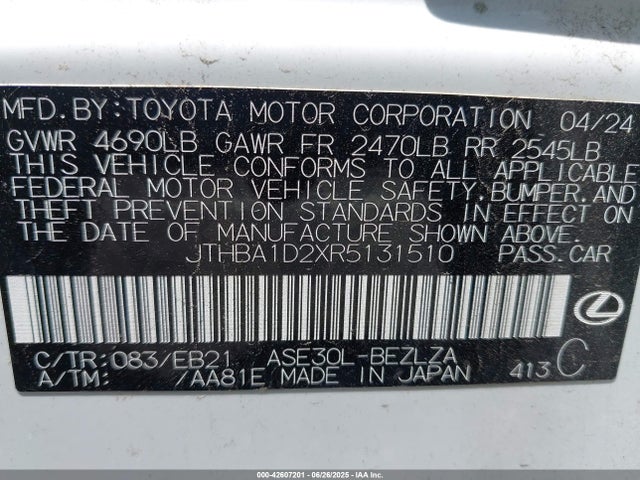 MFD.BY:TOYOTA MOTOR CORPORATION 04/24
GVWR 4690LB GAWR FR 2470LB RR 2545LB
THIS VEHICLE CONFORMS TO ALL APPLICABLE
FEDERAL MOTOR VEHICLE SAFETY,BUMPER,AND
THEFT PREVENTION STANDARDS IN EFFECT ON
THE DATE OF MANUFACTURE SHOWN ABOVE.
JTHBA1D2XR5131510 PASS.CAR
C/TR:083/EB21 ASE30L-BEZLZA
A/TM: /AA81E MADE IN JAPAN 413 C
000-42607201 - 06/26/2025 - IAAI.COM